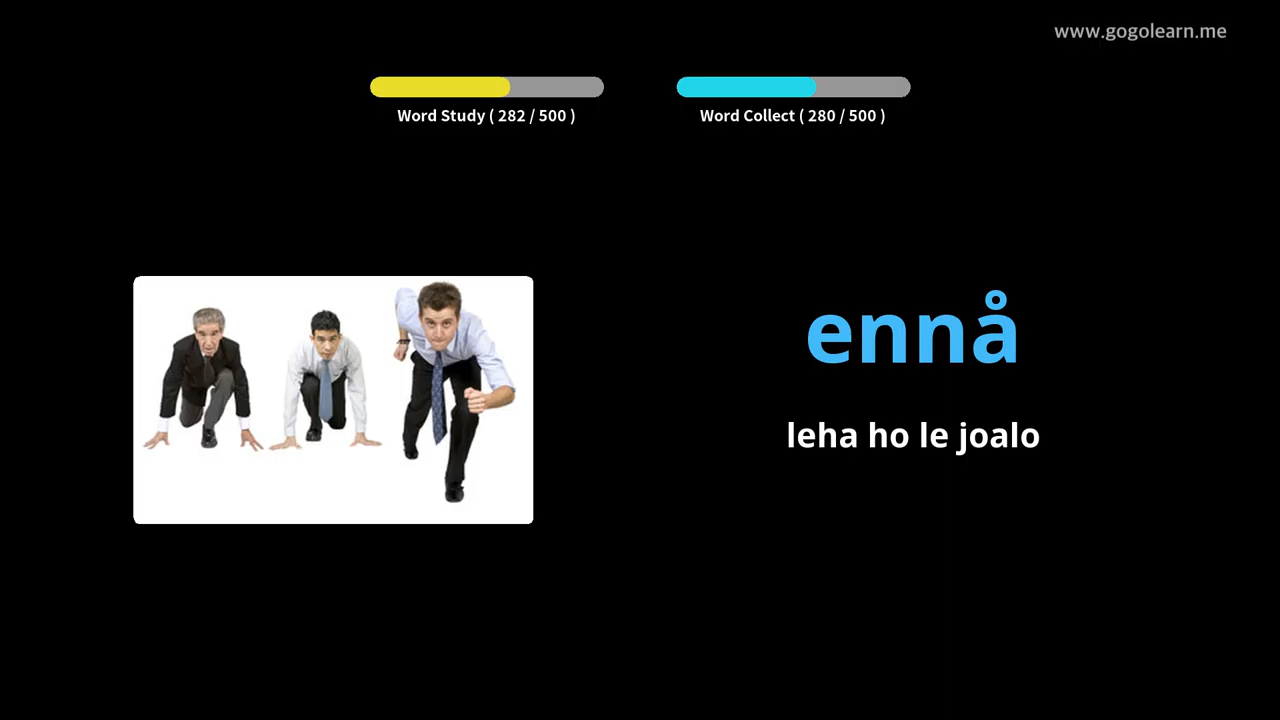 www.gogolearn.me
Word Study ( 282 / 500 )
Word Collect ( 280 / 500 )
ennå
leha ho le joalo